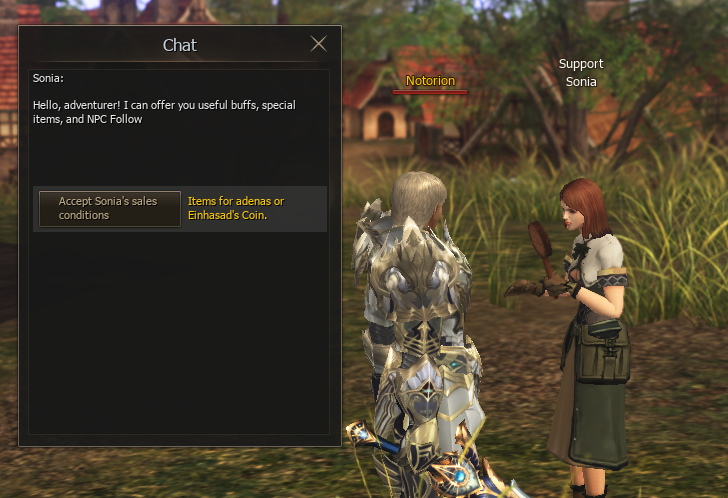 Chat
Sonia:
Hello, adventurer! I can offer you useful buffs, special
items, and NPC Follow
Accept Sonia's sales
conditions
Items for adenas or
Einhasad's Coin.
Notorion
Support
Sonia